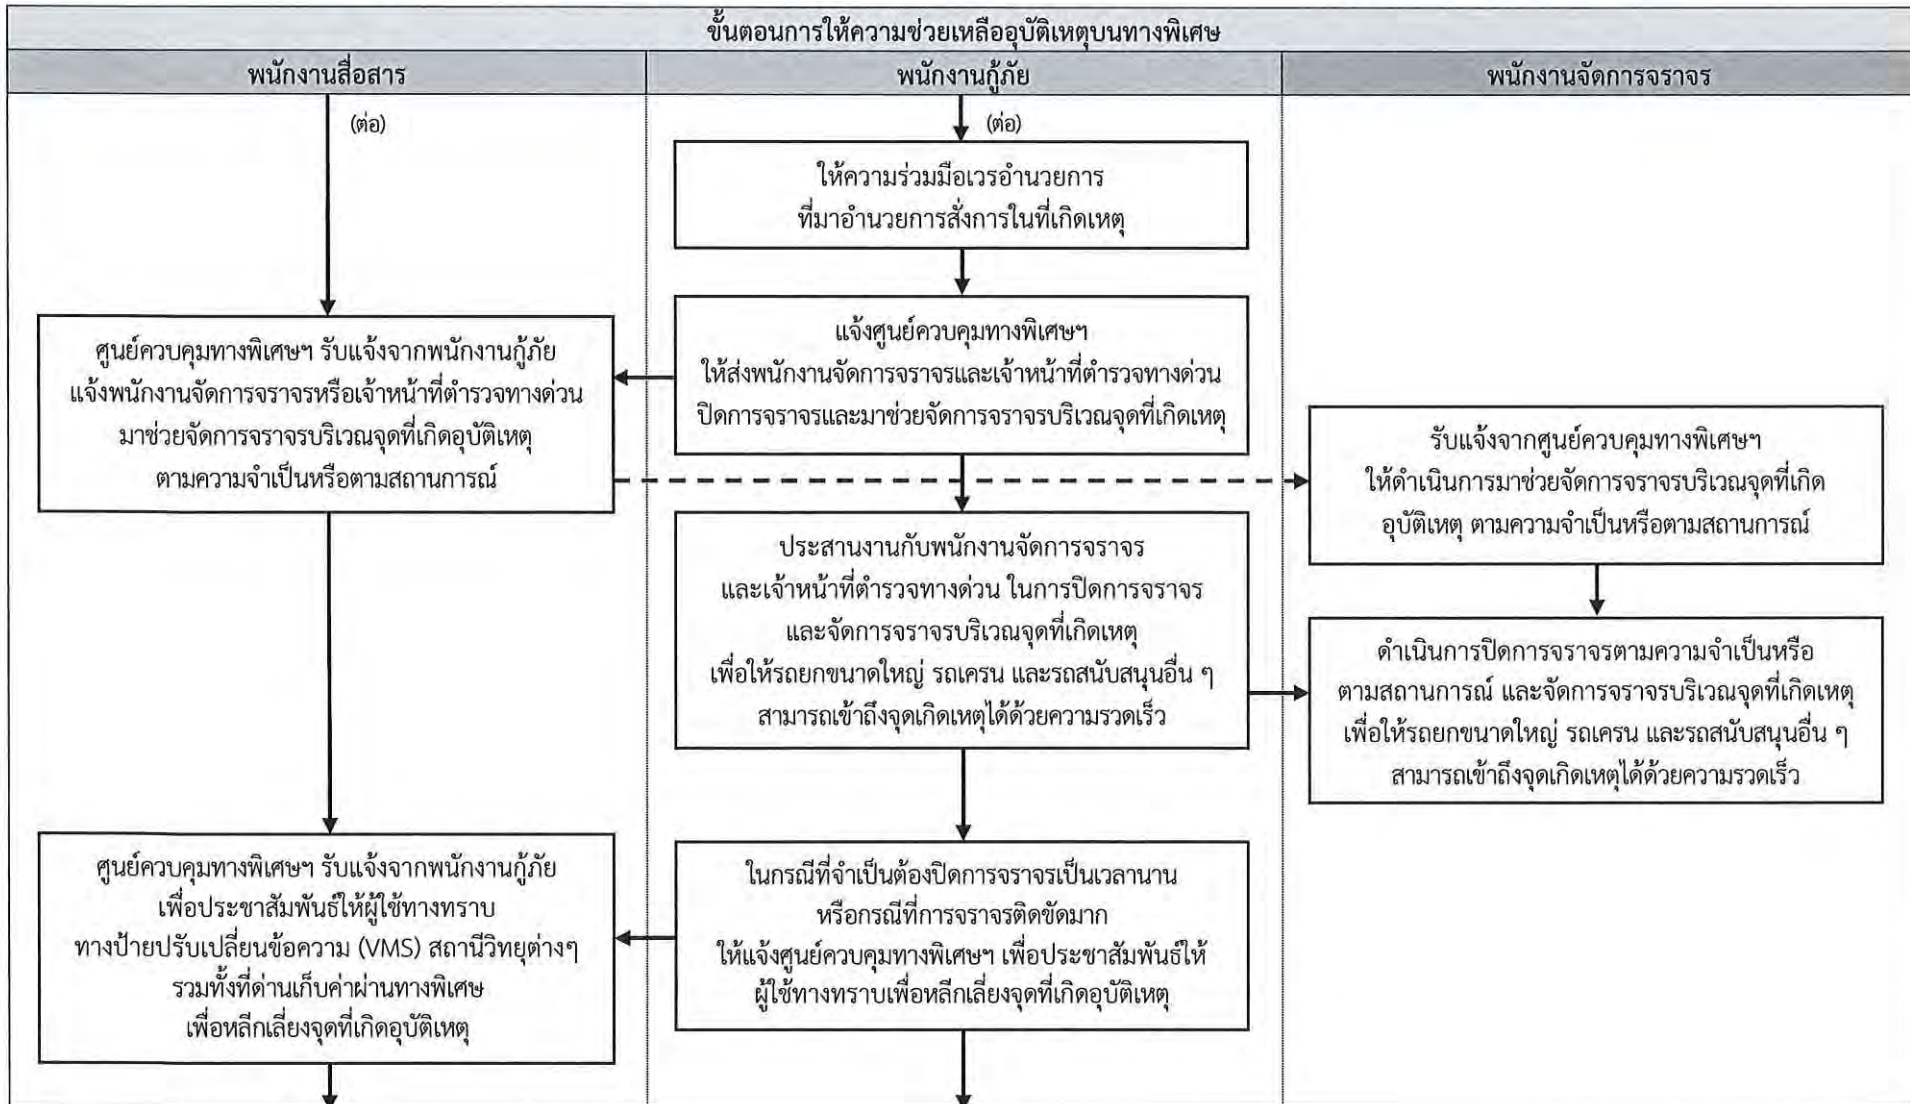 ขั้นตอนการให้ความช่วยเหลืออุบัติเหตุบนทางพิเศษ
พนักงานสื่อสาร
พนักงานกู้ภัย
พนักงานจัดการจราจร
(ต่อ)
(ต่อ)
ให้ความร่วมมือเวรอำนวยการ
ที่มาอำนวยการสั่งการในที่เกิดเหตุ
แจ้งศูนย์ควบคุมทางพิเศษฯ
ให้ส่งพนักงานจัดการจราจรและเจ้าหน้าที่ตำรวจทางด่วน
ปิดการจราจรและมาช่วยจัดการจราจรบริเวณจุดที่เกิดเหตุ
ศูนย์ควบคุมทางพิเศษฯ รับแจ้งจากพนักงานกู้ภัย
แจ้งพนักงานจัดการจราจรหรือเจ้าหน้าที่ตำรวจทางด่วน
มาช่วยจัดการจราจรบริเวณจุดที่เกิดอุบัติเหตุ
ตามความจำเป็นหรือตามสถานการณ์
รับแจ้งจากศูนย์ควบคุมทางพิเศษฯ
ให้ดำเนินการมาช่วยจัดการจราจรบริเวณจุดที่เกิด
อุบัติเหตุ ตามความจำเป็นหรือตามสถานการณ์
ประสานงานกับพนักงานจัดการจราจร
และเจ้าหน้าที่ตำรวจทางด่วน ในการปิดการจราจร
และจัดการจราจรบริเวณจุดที่เกิดเหตุ
เพื่อให้รถยกขนาดใหญ่ รถเครน และรถสนับสนุนอื่น ๆ
สามารถเข้าถึงจุดเกิดเหตุได้ด้วยความรวดเร็ว
ดำเนินการปิดการจราจรตามความจำเป็นหรือ
ตามสถานการณ์ และจัดการจราจรบริเวณจุดที่เกิดเหตุ
เพื่อให้รถยกขนาดใหญ่ รถเครน และรถสนับสนุนอื่น ๆ
สามารถเข้าถึงจุดเกิดเหตุได้ด้วยความรวดเร็ว
ศูนย์ควบคุมทางพิเศษฯ รับแจ้งจากพนักงานกู้ภัย
เพื่อประชาสัมพันธ์ให้ผู้ใช้ทางทราบ
ทางป้ายปรับเปลี่ยนข้อความ (VMS) สถานีวิทยุต่างๆ
รวมทั้งที่ด่านเก็บค่าผ่านทางพิเศษ
เพื่อหลีกเลี่ยงจุดที่เกิดอุบัติเหตุ
ในกรณีที่จำเป็นต้องปิดการจราจรเป็นเวลานาน
หรือกรณีที่การจราจรติดขัดมาก
ให้แจ้งศูนย์ควบคุมทางพิเศษฯ เพื่อประชาสัมพันธ์ให้
ผู้ใช้ทางทราบเพื่อหลีกเลี่ยงจุดที่เกิดอุบัติเหตุ